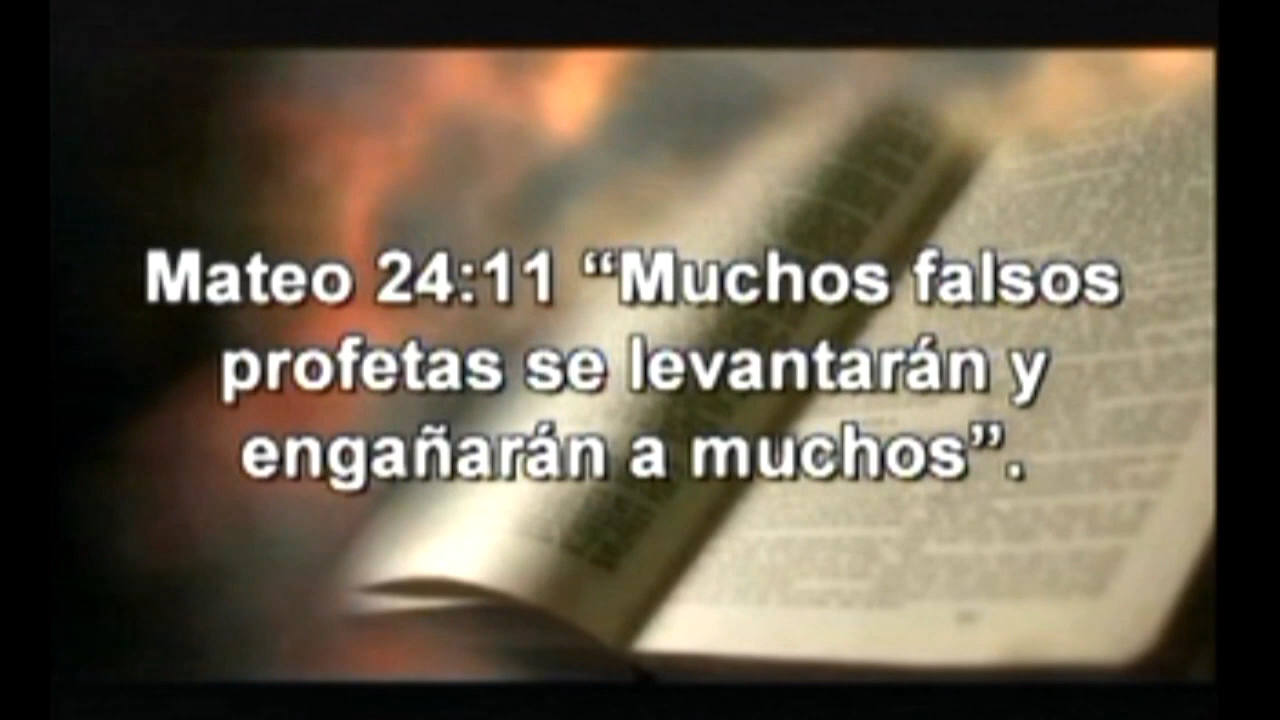 Mateo 24:11 “Muchos falsos
profetas se levantarán y
engañarán a muchos”.